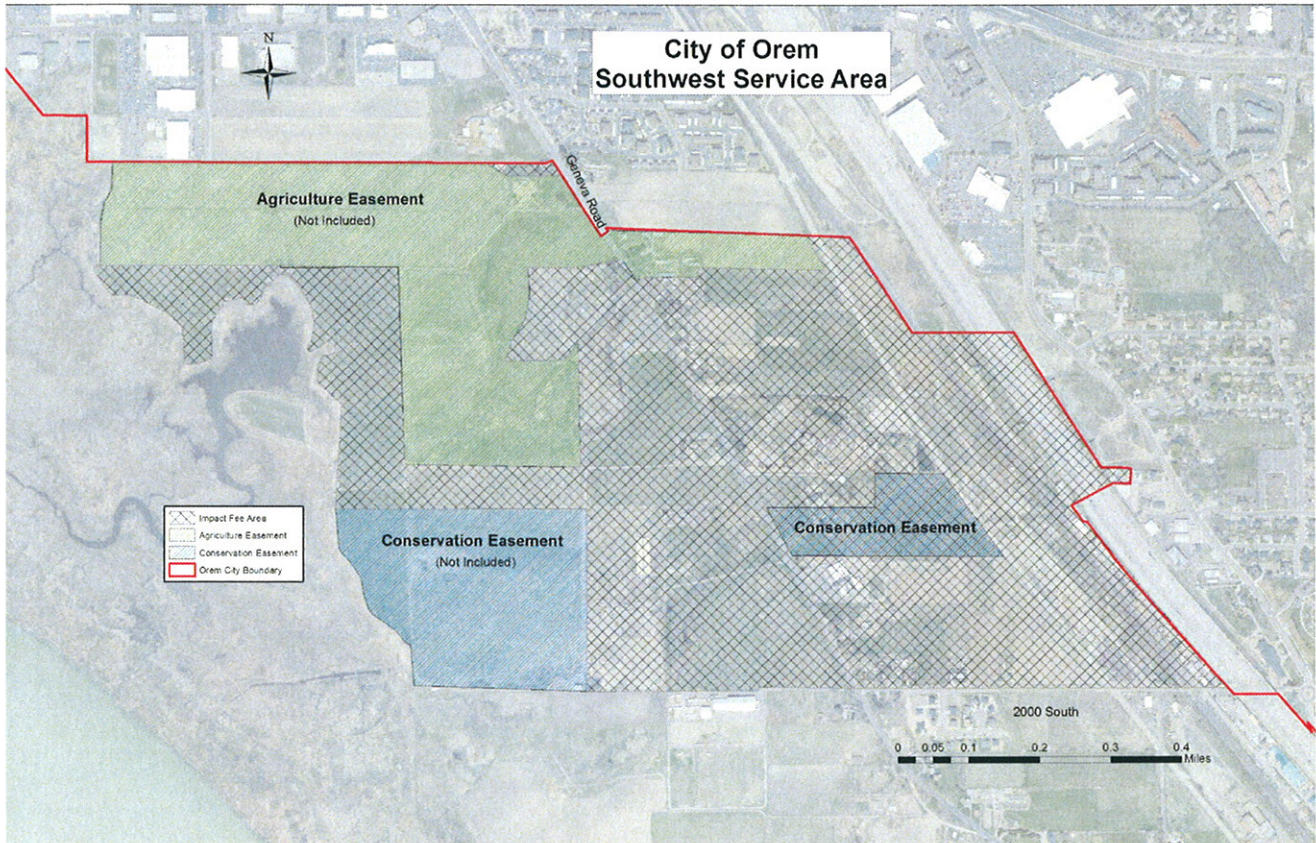 City of Orem
Southwest Service Area
N
Geneva Road
Agriculture Easement
(Not Included)
Conservation Easement
(Not Included)
Conservation Easement
Impact Fee Area
Agriculture Easement
Conservation Easement
Orem City Boundary
2000 South
0 0.05 0.1 0.2 0.3 0.4
Miles